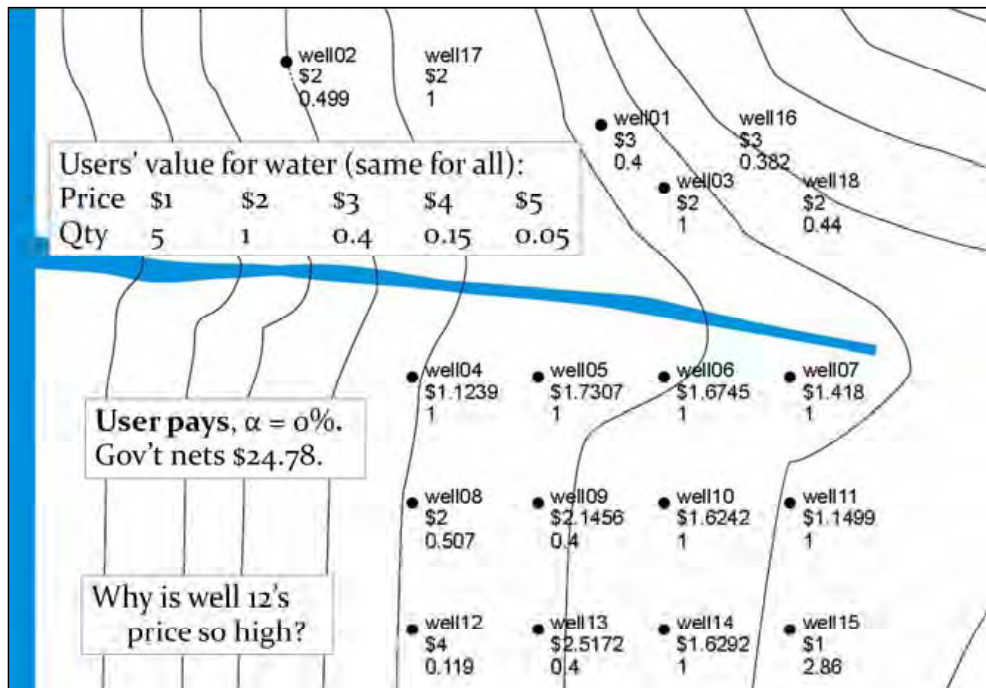 well02
$2
0.499
well17
$2
1
well01
$3
0.4
well16
$3
0.382
well03
$2
1
well18
$2
0.44
Users' value for water (same for all):
Price $1 $2 $3 $4 $5
Qty 5 1 0.4 0.15 0.05
well04
$1.1239
1
well05
$1.7307
1
well06
$1.6745
1
well07
$1.418
1
User pays, α = 0%.
Gov't nets $24.78.
well08
$2
0.507
well09
$2.1456
0.4
well10
$1.6242
1
well11
$1.1499
1
Why is well 12's
price so high?
well12
$4
0.119
well13
$2.5172
0.4
well14
$1.6292
1
well15
$1
2.86